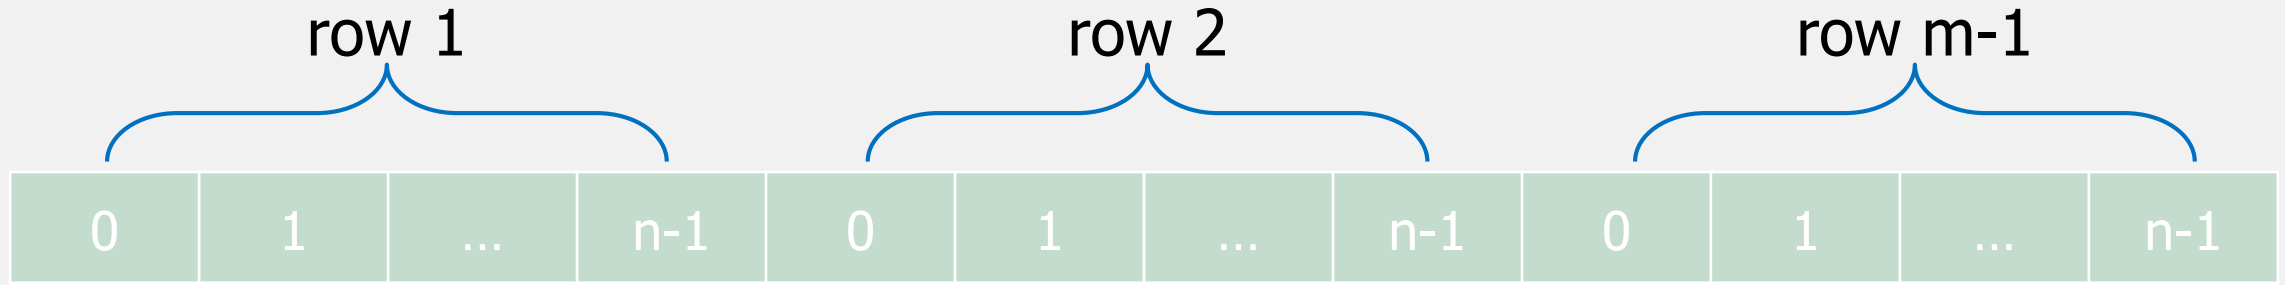 row 1 row 2 row m-1
0 1 ... n-1 0 1 ... n-1 0 1 ... n-1